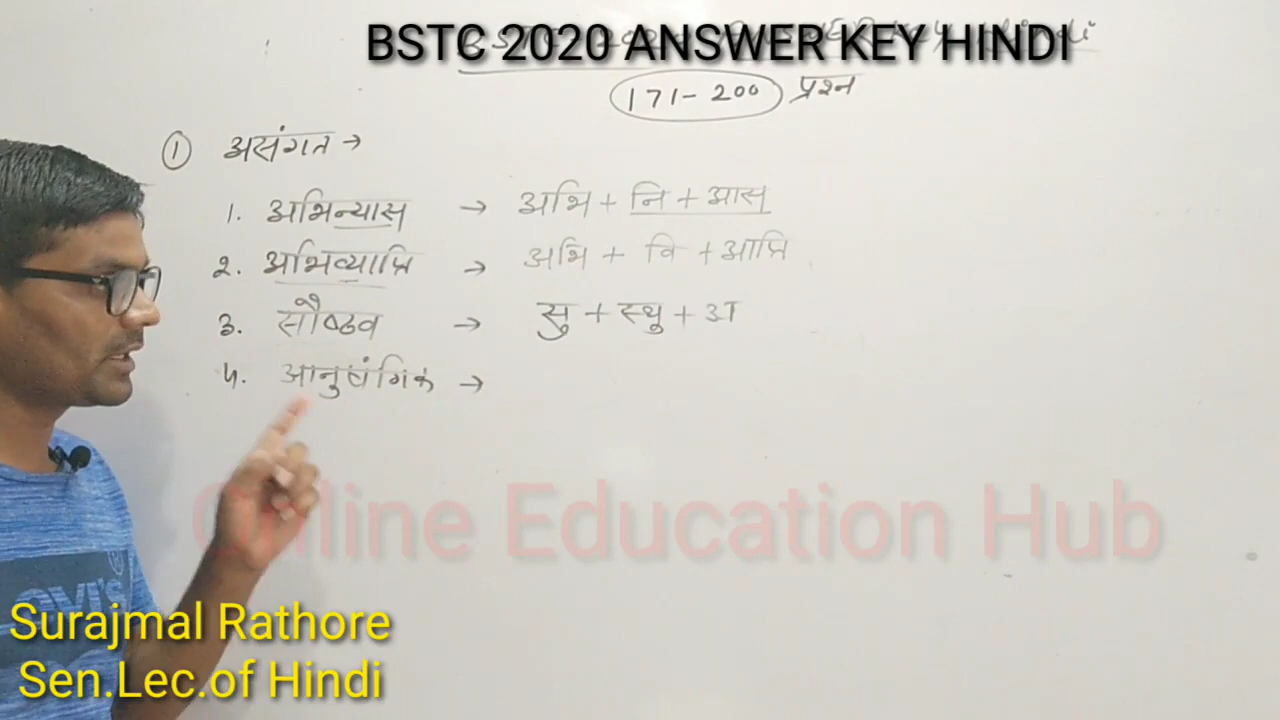 BSTC 2020 ANSWER KEY HINDI
171- 200 प्रश्न
① असंगत →
1. अभिन्यास → अभि + नि + आस
2. अभिव्याप्ति → अभि + वि + आप्ति
3. सौष्ठव → सु + स्थु + अ
4. आनुषंगिक →
Online Education Hub
Surajmal Rathore
Sen.Lec.of Hindi